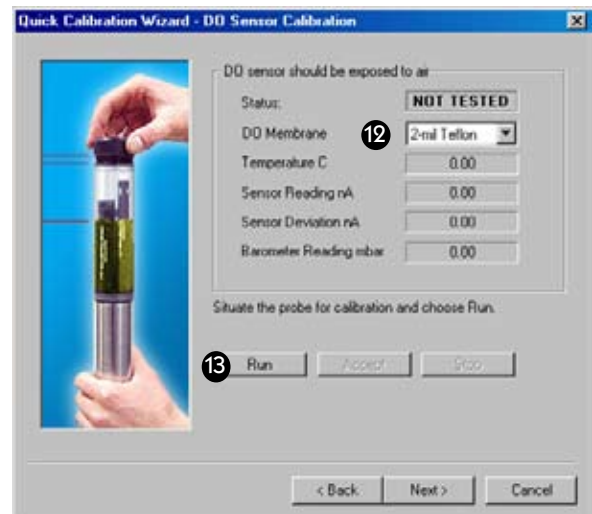 Quick Calibration Wizard - DO Sensor Calibration
DO sensor should be exposed to air
Status: NOT TESTED
DO Membrane 12 2-mil Teflon
Temperature C 0.00
Sensor Reading nA 0.00
Sensor Deviation nA 0.00
Barometer Reading mbar 0.00
Situate the probe for calibration and choose Run.
13 Run Accept Stop
< Back Next > Cancel